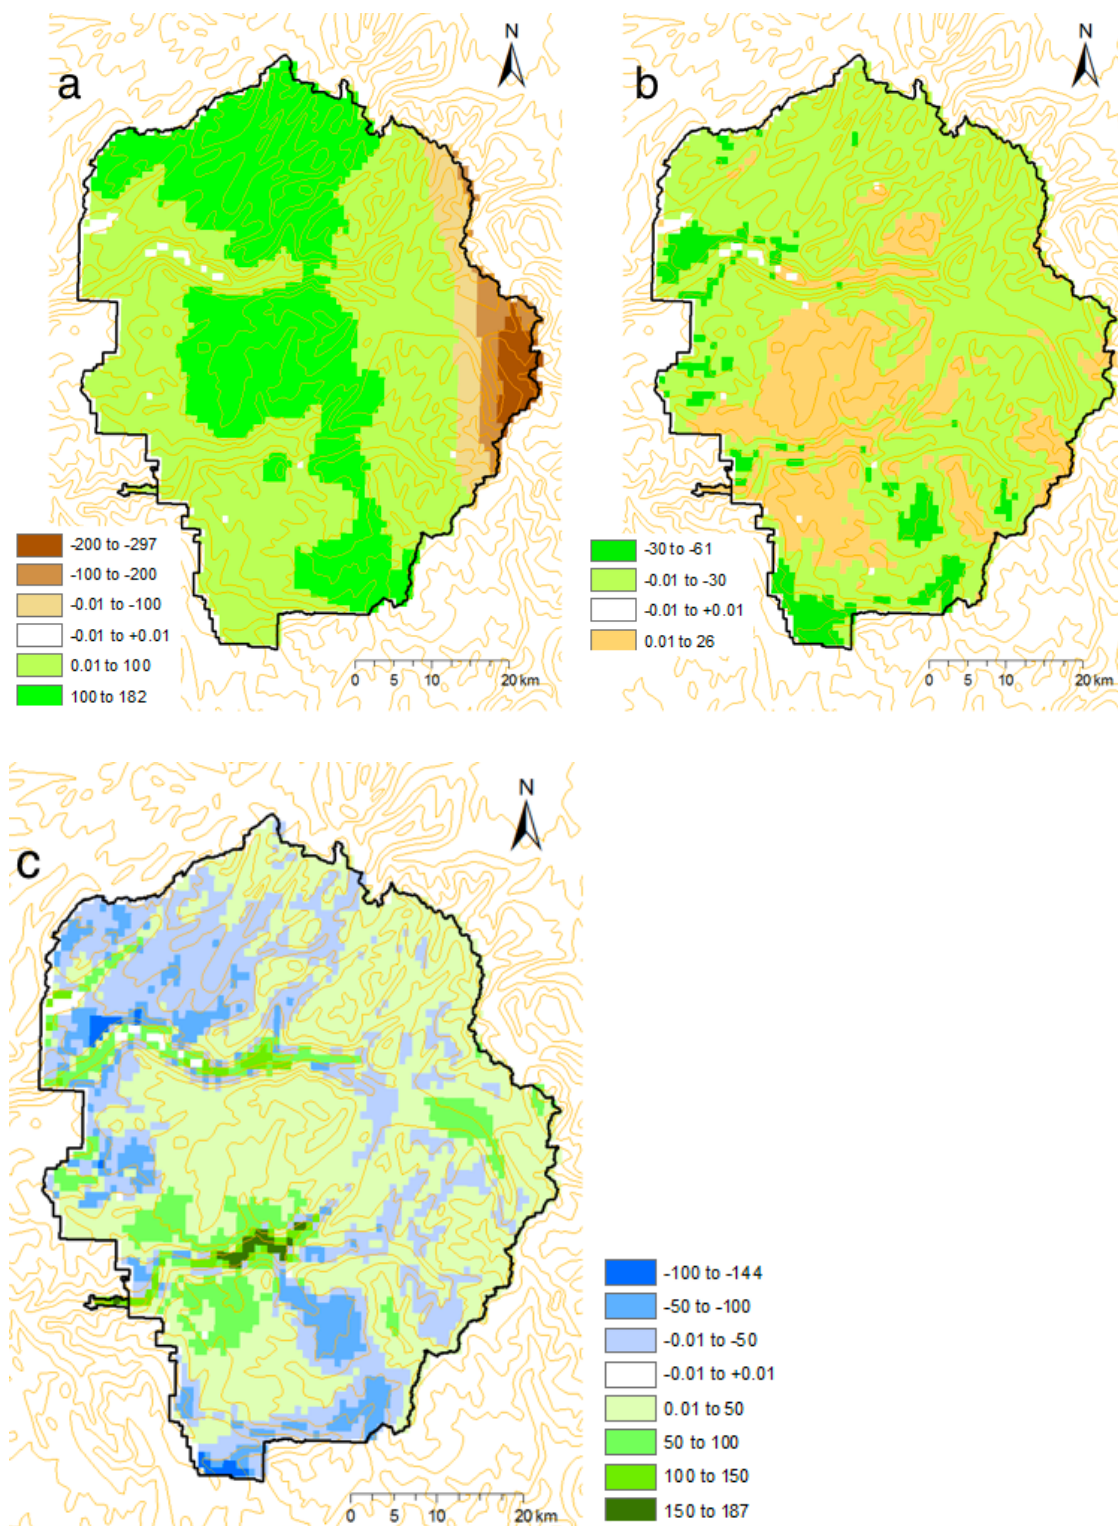 a
N
-200 to -297
-100 to -200
-0.01 to -100
-0.01 to +0.01
0.01 to 100
100 to 182
0 5 10 20 km
b
N
-30 to -61
-0.01 to -30
-0.01 to +0.01
0.01 to 26
0 5 10 20 km
c
N
-100 to -144
-50 to -100
-0.01 to -50
-0.01 to +0.01
0.01 to 50
50 to 100
100 to 150
150 to 187
0 5 10 20 km